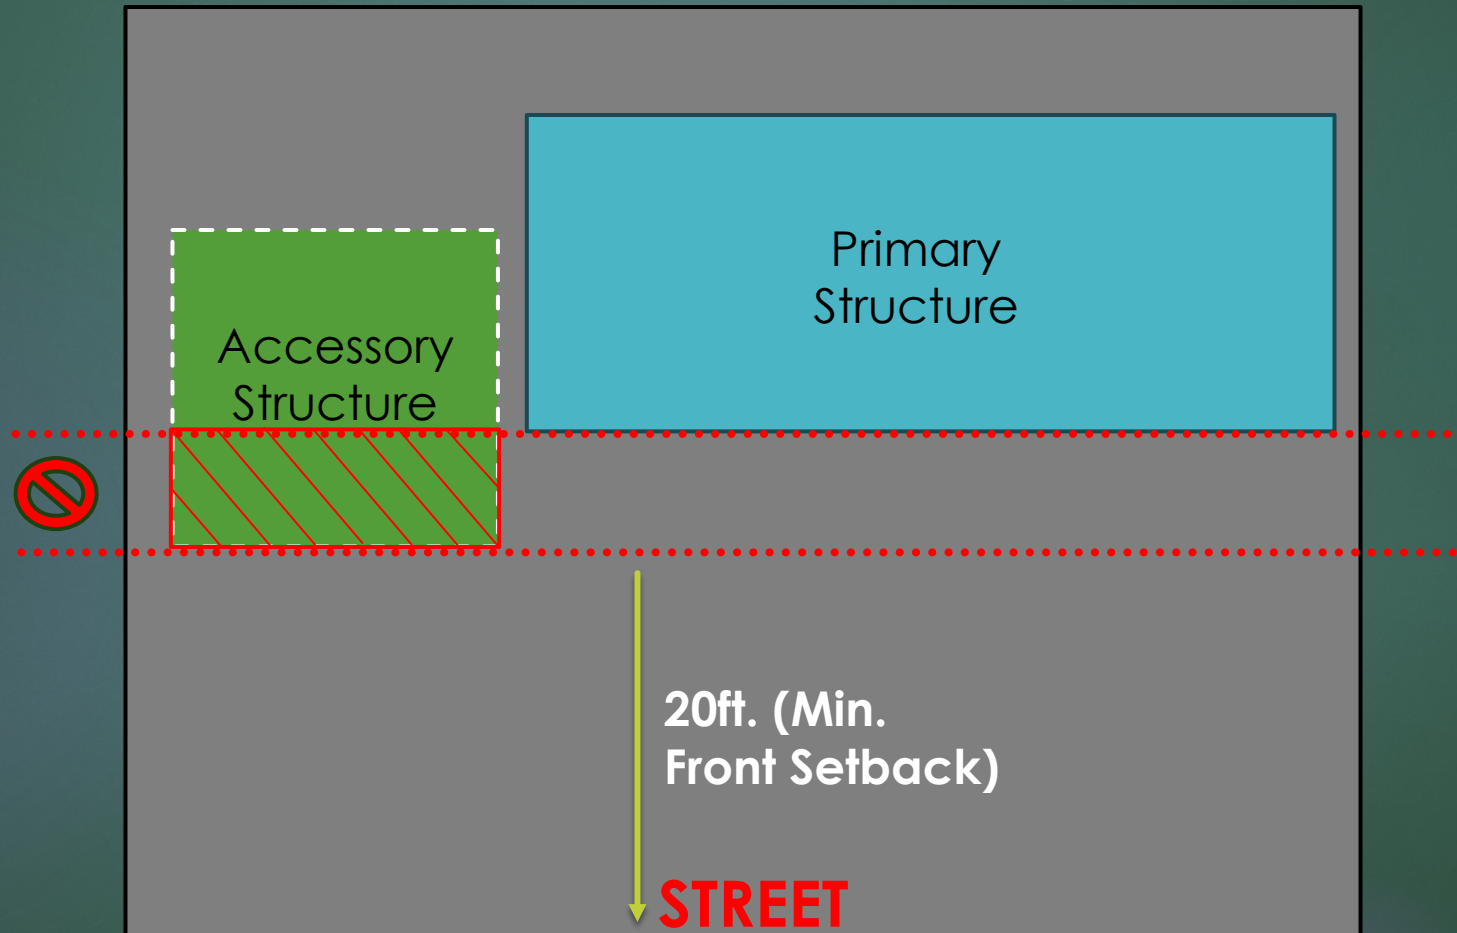 Primary
Structure
Accessory
Structure
20ft. (Min.
Front Setback)
STREET